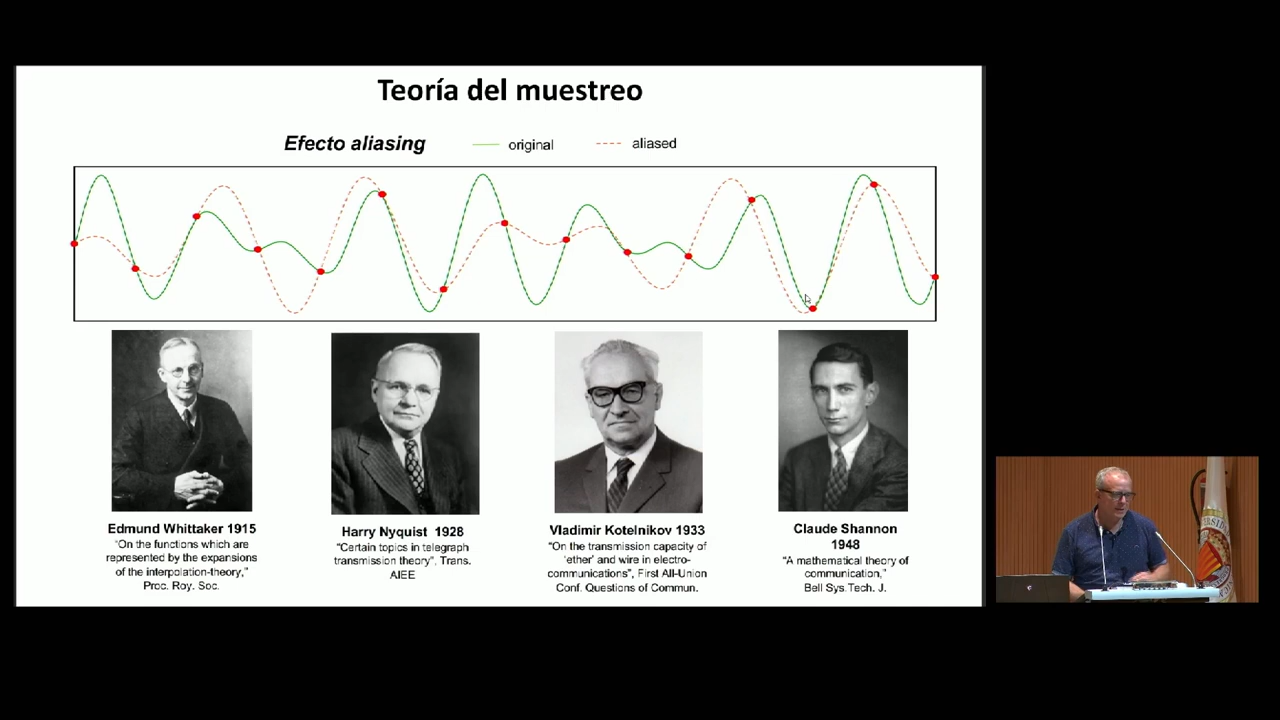 Teoría del muestreo
Efecto aliasing
original
aliased
Edmund Whittaker 1915
"On the functions which are
represented by the expansions
of the interpolation-theory,"
Proc. Roy. Soc.
Harry Nyquist 1928
"Certain topics in telegraph
transmission theory", Trans.
AIEE
Vladimir Kotelnikov 1933
"On the transmission capacity of
'ether' and wire in electro-
communications", First All-Union
Conf. Questions of Commun.
Claude Shannon
1948
"A mathematical theory of
communication,"
Bell Sys.Tech. J.